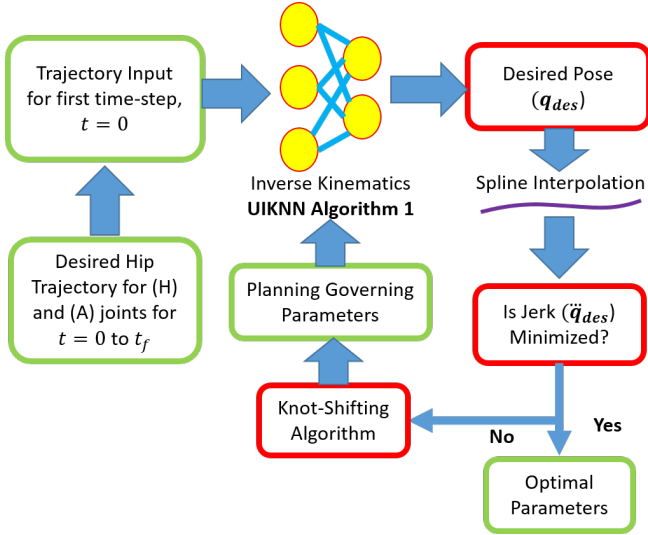 Trajectory Input
for first time-step,
t = 0
Desired Hip
Trajectory for (H)
and (A) joints for
t = 0 to t_f
Inverse Kinematics
UIKNN Algorithm 1
Desired Pose
(q_des)
Spline Interpolation
Is Jerk (q̈_des)
Minimized?
No
Yes
Knot-Shifting
Algorithm
Planning Governing
Parameters
Optimal
Parameters